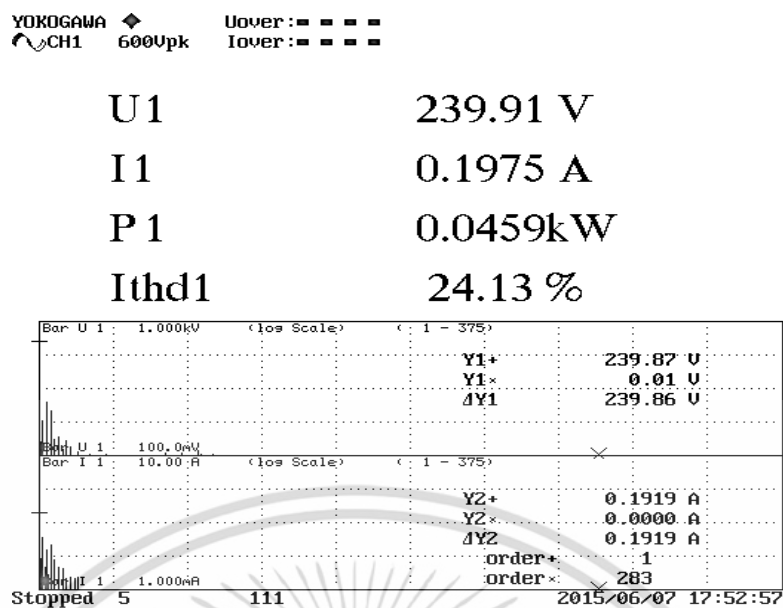 YOKOGAWA ◆ Uover:
CH1 600Vpk Iover:
U1 239.91 V
I1 0.1975 A
P1 0.0459kW
Ithd1 24.13 %
Bar U 1 1.000kV (log Scale) ( 1 - 375)
Y1+ 239.87 V
Y1× 0.01 V
ΔY1 239.86 V
Bar U 1 100.0mV
Bar I 1 10.00 A (log Scale) ( 1 - 375)
Y2+ 0.1919 A
Y2× 0.0000 A
ΔY2 0.1919 A
order+ 1
order× 283
Bar I 1 1.000mA
Stopped 5 111 2015/06/07 17:52:52